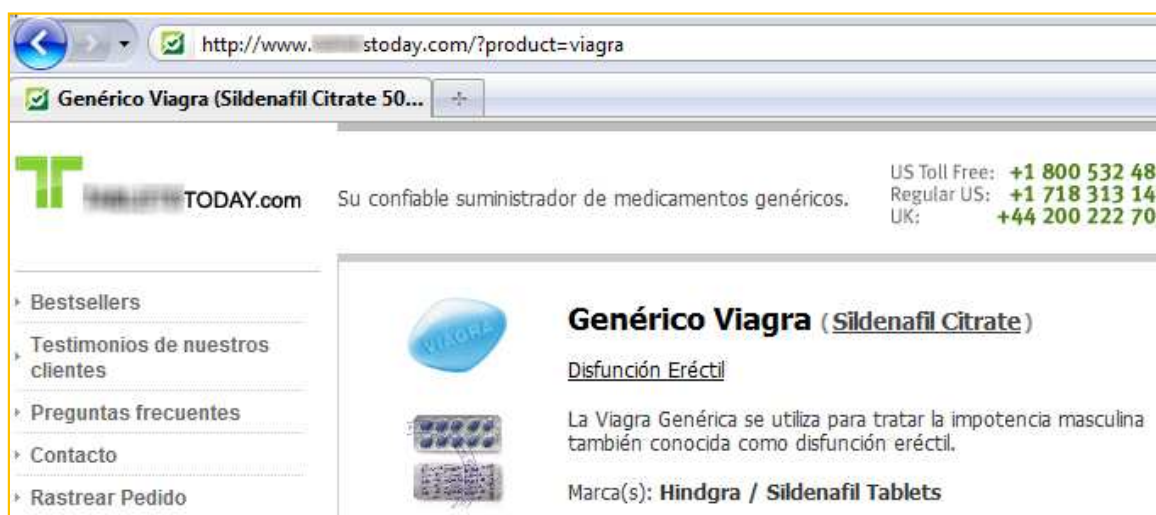 http://www. stoday.com/?product=viagra
Genérico Viagra (Sildenafil Citrate 50...
TODAY.com
Su confiable suministrador de medicamentos genéricos.
US Toll Free: +1 800 532 48
Regular US: +1 718 313 14
UK: +44 200 222 70
Bestsellers
Testimonios de nuestros
clientes
Preguntas frecuentes
Contacto
Rastrear Pedido
VIAGRA
Genérico Viagra (Sildenafil Citrate)
Disfunción Eréctil
La Viagra Genérica se utiliza para tratar la impotencia masculina
también conocida como disfunción eréctil.
Marca(s): Hindgra / Sildenafil Tablets